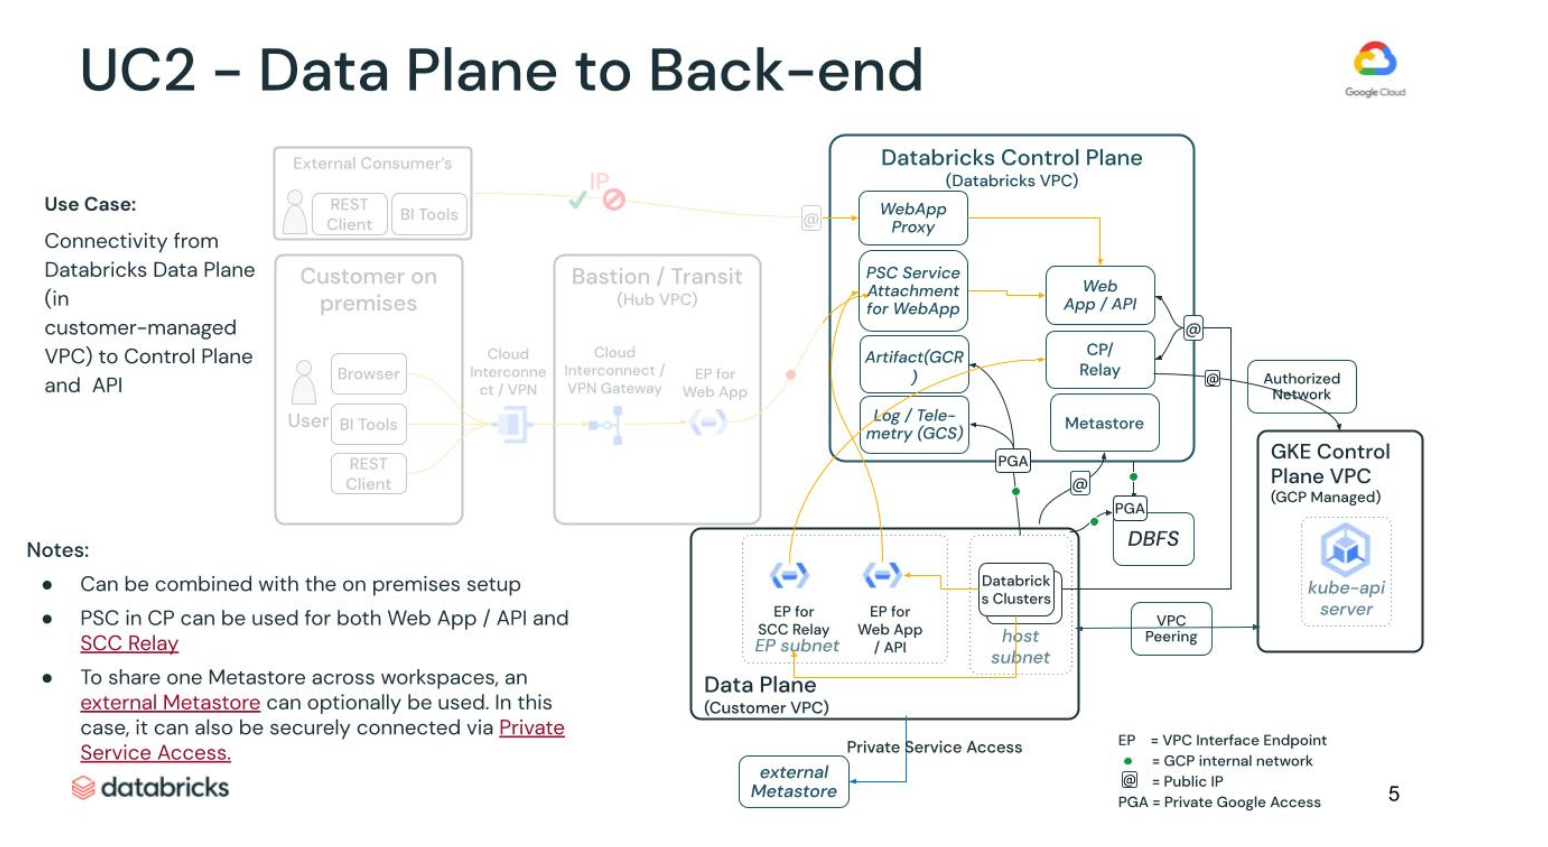 UC2 - Data Plane to Back-end
Google Cloud
Use Case:
Connectivity from
Databricks Data Plane
(in
customer-managed
VPC) to Control Plane
and API
External Consumer's
REST
Client
BI Tools
IP
@
Customer on
premises
User
Browser
BI Tools
REST
Client
Cloud
Interconne
ct / VPN
Bastion / Transit
(Hub VPC)
Cloud
Interconnect /
VPN Gateway
EP for
Web App
Databricks Control Plane
(Databricks VPC)
WebApp
Proxy
PSC Service
Attachment
for WebApp
Artifact(GCR
)
Log / Tele-
metry (GCS)
Web
App / API
CP/
Relay
Metastore
@
@
Authorized
Network
PGA
@
PGA
DBFS
GKE Control
Plane VPC
(GCP Managed)
kube-api
server
VPC
Peering
EP for
SCC Relay
EP subnet
EP for
Web App
/ API
Databrick
s Clusters
host
subnet
Data Plane
(Customer VPC)
Private Service Access
external
Metastore
Notes:
● Can be combined with the on premises setup
● PSC in CP can be used for both Web App / API and
SCC Relay
● To share one Metastore across workspaces, an
external Metastore can optionally be used. In this
case, it can also be securely connected via Private
Service Access.
databricks
EP = VPC Interface Endpoint
= GCP internal network
@ = Public IP
PGA = Private Google Access
5